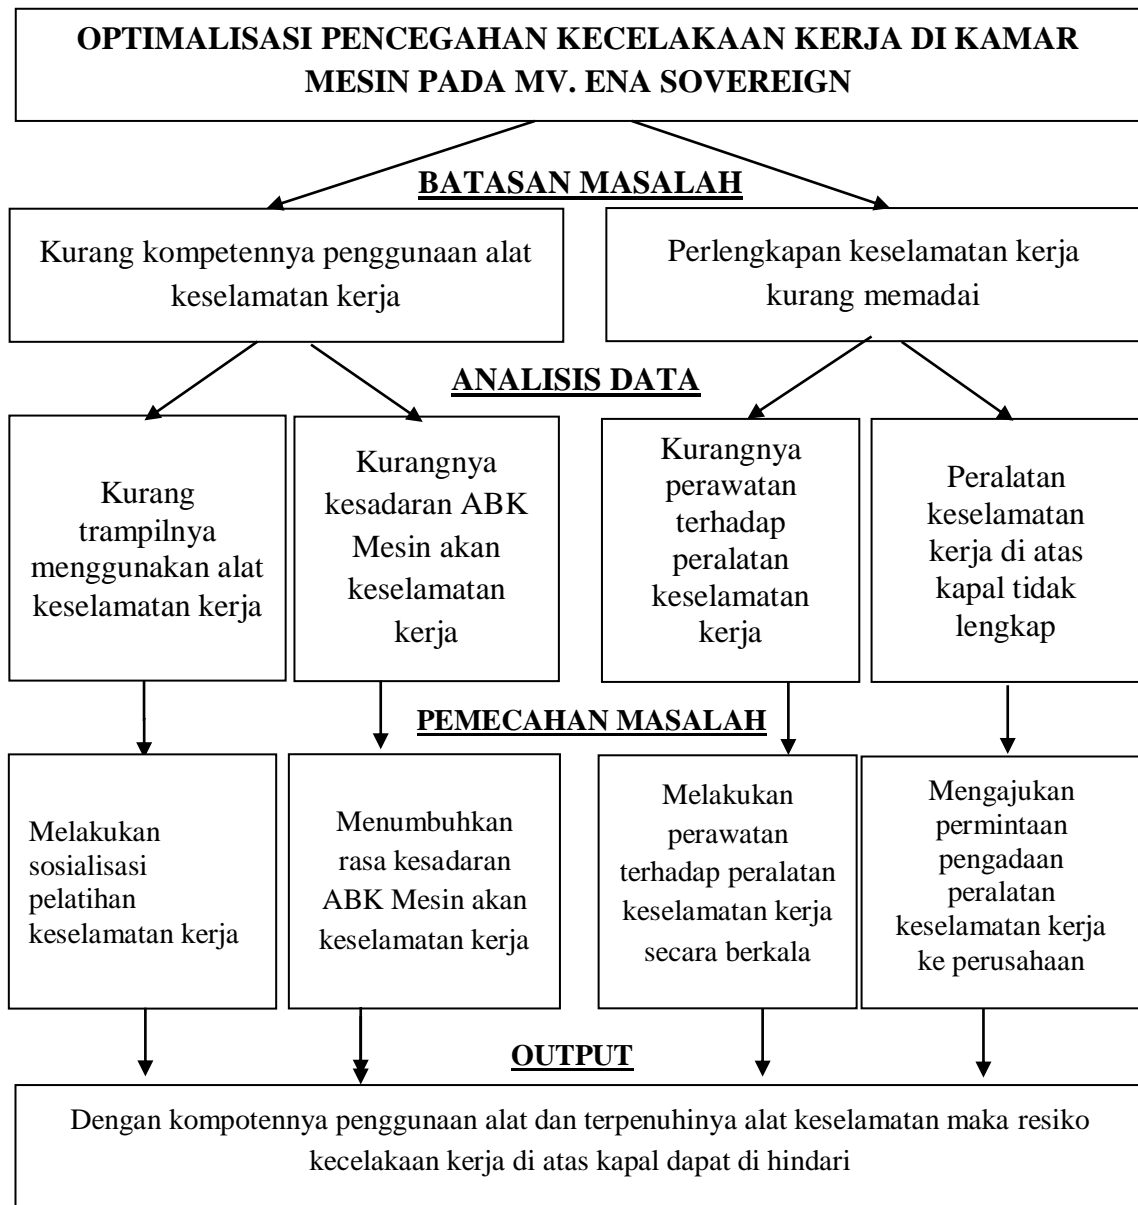 OPTIMALISASI PENCEGAHAN KECELAKAAN KERJA DI KAMAR
MESIN PADA MV. ENA SOVEREIGN
BATASAN MASALAH
Kurang kompetennya penggunaan alat
keselamatan kerja
Perlengkapan keselamatan kerja
kurang memadai
ANALISIS DATA
Kurang
trampilnya
menggunakan alat
keselamatan kerja
Kurangnya
kesadaran ABK
Mesin akan
keselamatan
kerja
Kurangnya
perawatan
terhadap
peralatan
keselamatan
kerja
Peralatan
keselamatan
kerja di atas
kapal tidak
lengkap
PEMECAHAN MASALAH
Melakukan
sosialisasi
pelatihan
keselamatan kerja
Menumbuhkan
rasa kesadaran
ABK Mesin akan
keselamatan kerja
Melakukan
perawatan
terhadap peralatan
keselamatan kerja
secara berkala
Mengajukan
permintaan
pengadaan
peralatan
keselamatan kerja
ke perusahaan
OUTPUT
Dengan kompotennya penggunaan alat dan terpenuhinya alat keselamatan maka resiko
kecelakaan kerja di atas kapal dapat di hindari